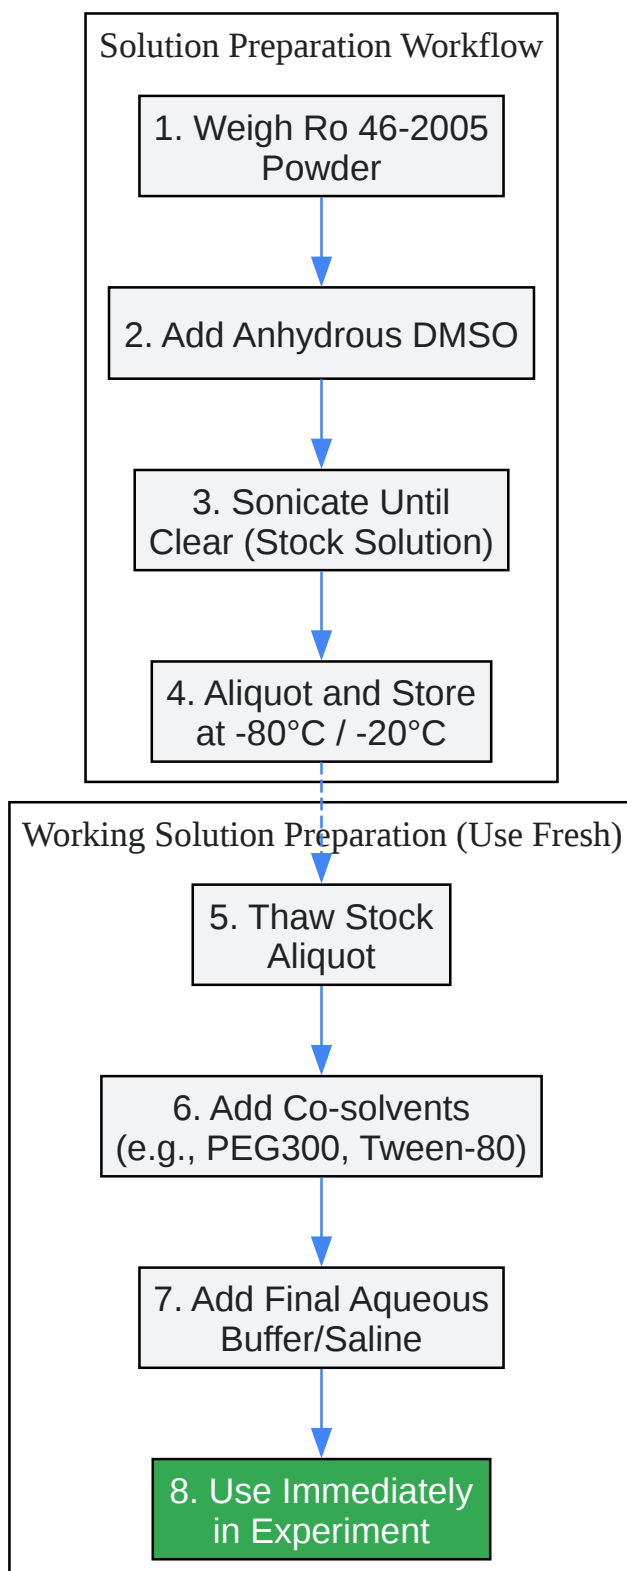 Solution Preparation Workflow
1. Weigh Ro 46-2005
Powder
2. Add Anhydrous DMSO
3. Sonicate Until
Clear (Stock Solution)
4. Aliquot and Store
at -80°C / -20°C
Working Solution Preparation (Use Fresh)
5. Thaw Stock
Aliquot
6. Add Co-solvents
(e.g., PEG300, Tween-80)
7. Add Final Aqueous
Buffer/Saline
8. Use Immediately
in Experiment